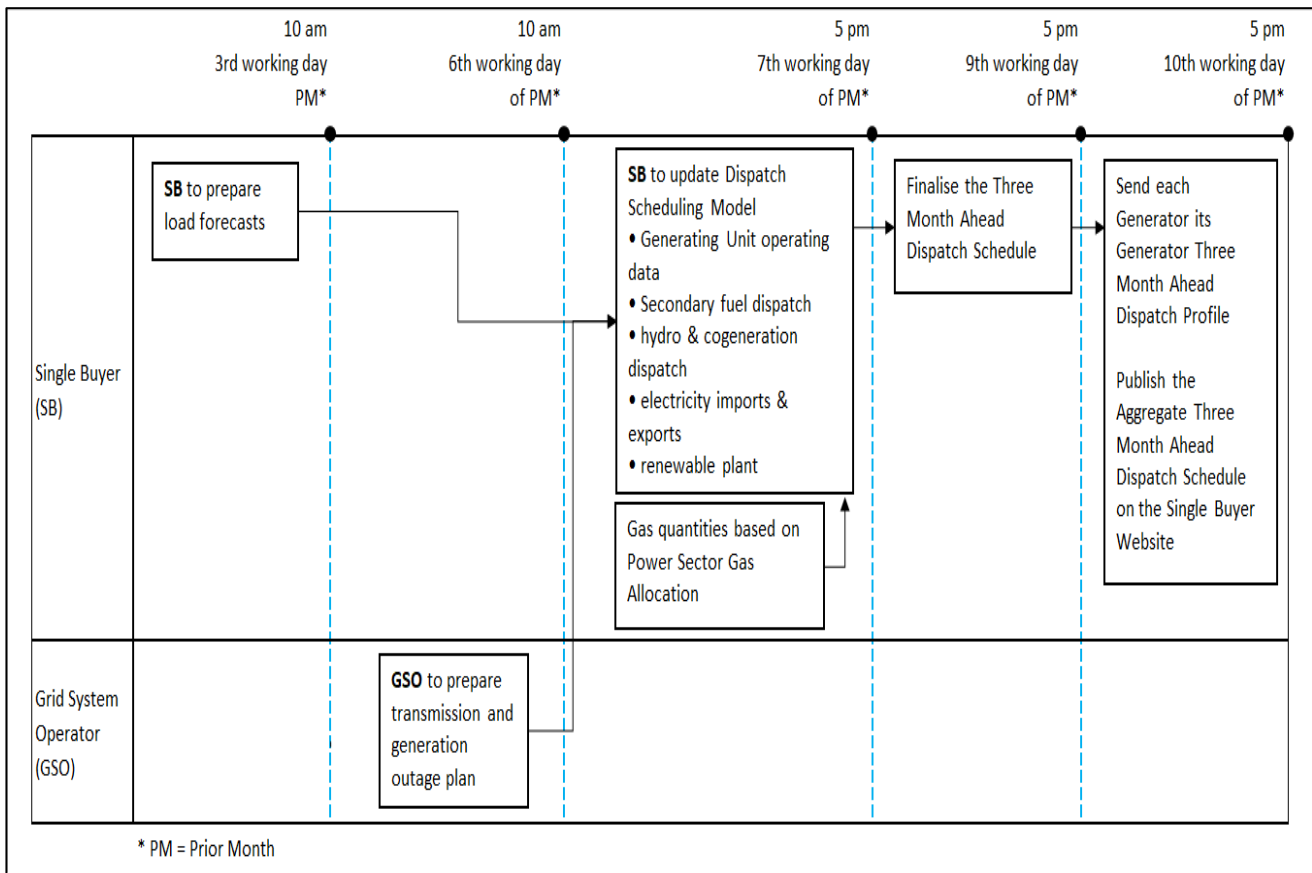 10 am
3rd working day
PM*
10 am
6th working day
of PM*
5 pm
7th working day
of PM*
5 pm
9th working day
of PM*
5 pm
10th working day
of PM*
Single Buyer
(SB)
SB to prepare
load forecasts
SB to update Dispatch
Scheduling Model
• Generating Unit operating
data
• Secondary fuel dispatch
• hydro & cogeneration
dispatch
• electricity imports &
exports
• renewable plant
Gas quantities based on
Power Sector Gas
Allocation
Finalise the Three
Month Ahead
Dispatch Schedule
Send each
Generator its
Generator Three
Month Ahead
Dispatch Profile
Publish the
Aggregate Three
Month Ahead
Dispatch Schedule
on the Single Buyer
Website
Grid System
Operator
(GSO)
GSO to prepare
transmission and
generation
outage plan
* PM = Prior Month